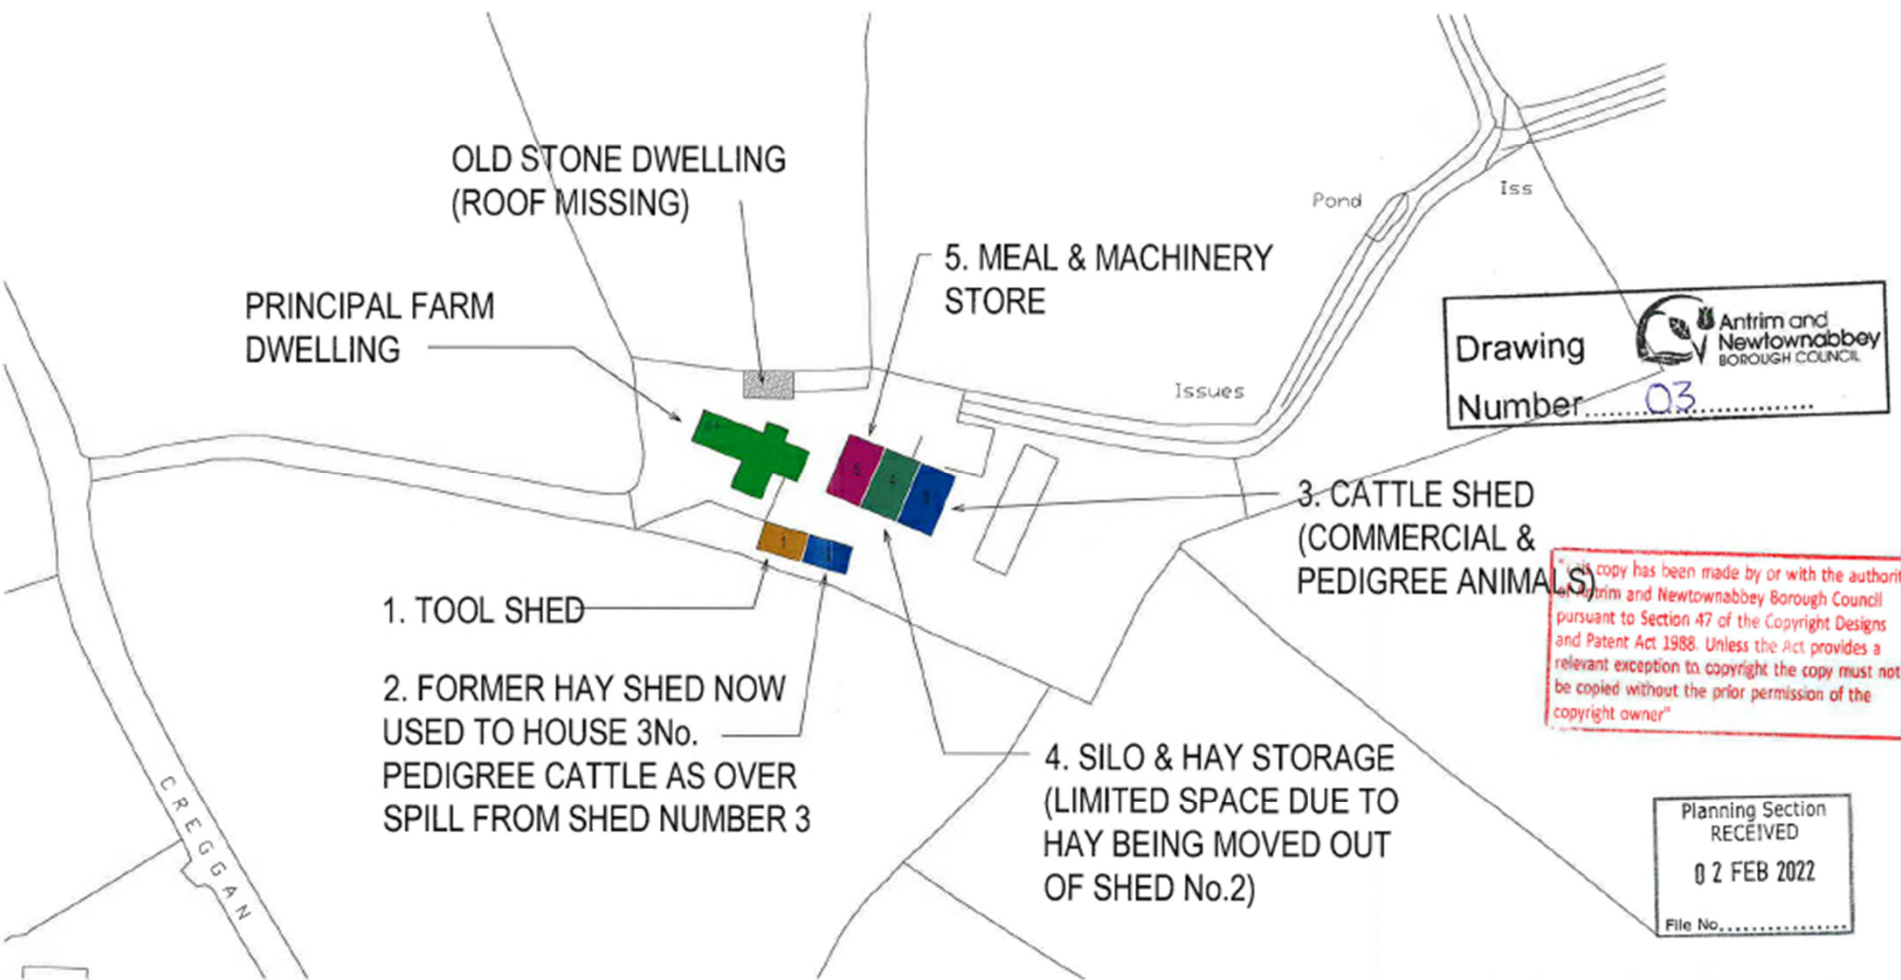 OLD STONE DWELLING
(ROOF MISSING)
PRINCIPAL FARM
DWELLING
5. MEAL & MACHINERY
STORE
Pond
Iss
Issues
Drawing
Number
03
Antrim and
Newtownabbey
BOROUGH COUNCIL
3. CATTLE SHED
(COMMERCIAL &
PEDIGREE ANIMALS)
1. TOOL SHED
2. FORMER HAY SHED NOW
USED TO HOUSE 3No.
PEDIGREE CATTLE AS OVER
SPILL FROM SHED NUMBER 3
4. SILO & HAY STORAGE
(LIMITED SPACE DUE TO
HAY BEING MOVED OUT
OF SHED No.2)
copy has been made by or with the authorit
of Antrim and Newtownabbey Borough Council
pursuant to Section 47 of the Copyright Designs
and Patent Act 1988. Unless the Act provides a
relevant exception to copyright the copy must not
be copied without the prior permission of the
copyright owner"
Planning Section
RECEIVED
02 FEB 2022
File No.
CREGGAN